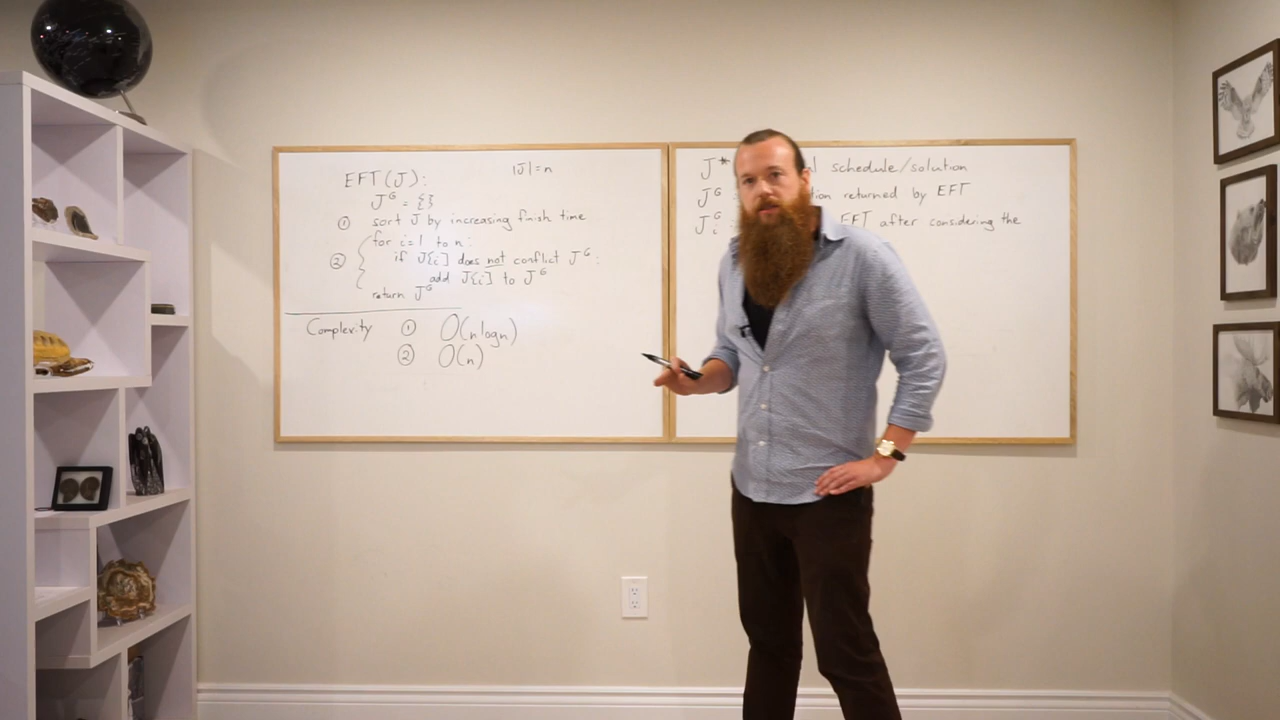 EFT(J): |J|=n
J^G = {}
① sort J by increasing finish time
② for i=1 to n:
if J[i] does not conflict J^G:
add J[i] to J^G
return J^G
Complexity ① O(n log n)
② O(n)
J* schedule/solution
J^G returned by EFT
J_i^G EFT after considering the